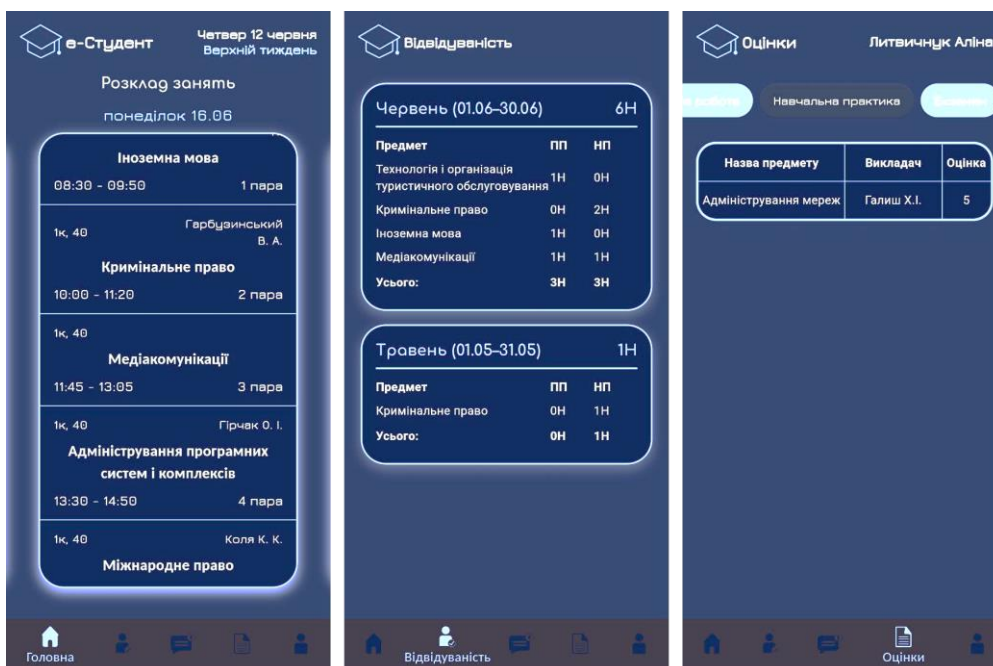 е-Студент
Четвер 12 червня
Верхній тиждень
Розклад занять
понеділок 16.06
Іноземна мова
08:30 - 09:50 1 пара
1к, 40 Гарбузинський
В. А.
Кримінальне право
10:00 - 11:20 2 пара
1к, 40
Медіакомунікації
11:45 - 13:05 3 пара
1к, 40 Гірчак О. І.
Адміністрування програмних
систем і комплексів
13:30 - 14:50 4 пара
1к, 40 Коля К. К.
Міжнародне право
Головна
Відвідуваність
Червень (01.06–30.06) 6Н
Предмет ПП НП
Технологія і організація
туристичного обслуговування 1Н 0Н
Кримінальне право 0Н 2Н
Іноземна мова 1Н 0Н
Медіакомунікації 1Н 1Н
Усього: 3Н 3Н
Травень (01.05–31.05) 1Н
Предмет ПП НП
Кримінальне право 0Н 1Н
Усього: 0Н 1Н
Відвідуваність
Оцінки
Литвичнук Аліна
Навчальна практика
Назва предмету Викладач Оцінка
Адміністрування мереж Галиш Х.І. 5
Оцінки